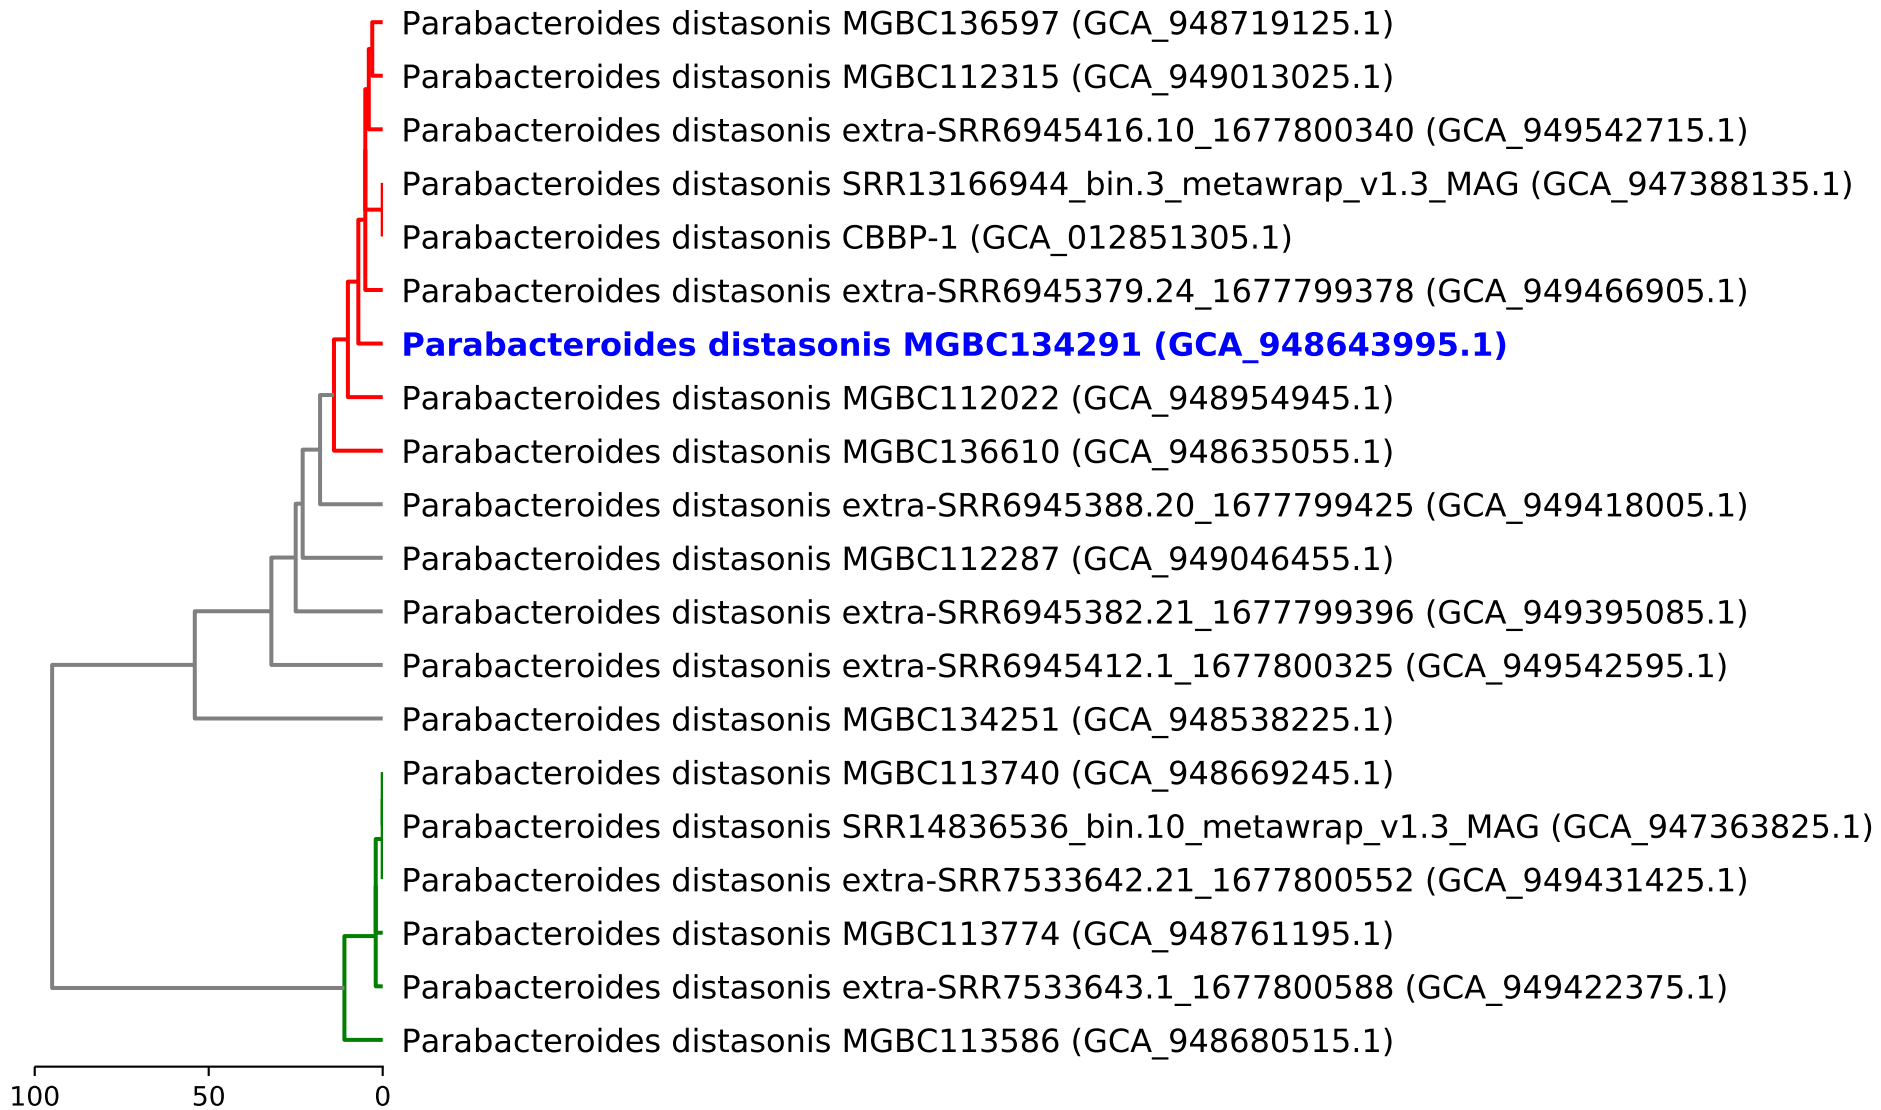 Parabacteroides distasonis MGBC136597 (GCA_948719125.1)
Parabacteroides distasonis MGBC112315 (GCA_949013025.1)
Parabacteroides distasonis extra-SRR6945416.10_1677800340 (GCA_949542715.1)
Parabacteroides distasonis SRR13166944_bin.3_metawrap_v1.3_MAG (GCA_947388135.1)
Parabacteroides distasonis CBBP-1 (GCA_012851305.1)
Parabacteroides distasonis extra-SRR6945379.24_1677799378 (GCA_949466905.1)
Parabacteroides distasonis MGBC134291 (GCA_948643995.1)
Parabacteroides distasonis MGBC112022 (GCA_948954945.1)
Parabacteroides distasonis MGBC136610 (GCA_948635055.1)
Parabacteroides distasonis extra-SRR6945388.20_1677799425 (GCA_949418005.1)
Parabacteroides distasonis MGBC112287 (GCA_949046455.1)
Parabacteroides distasonis extra-SRR6945382.21_1677799396 (GCA_949395085.1)
Parabacteroides distasonis extra-SRR6945412.1_1677800325 (GCA_949542595.1)
Parabacteroides distasonis MGBC134251 (GCA_948538225.1)
Parabacteroides distasonis MGBC113740 (GCA_948669245.1)
Parabacteroides distasonis SRR14836536_bin.10_metawrap_v1.3_MAG (GCA_947363825.1)
Parabacteroides distasonis extra-SRR7533642.21_1677800552 (GCA_949431425.1)
Parabacteroides distasonis MGBC113774 (GCA_948761195.1)
Parabacteroides distasonis extra-SRR7533643.1_1677800588 (GCA_949422375.1)
Parabacteroides distasonis MGBC113586 (GCA_948680515.1)
100 50 0